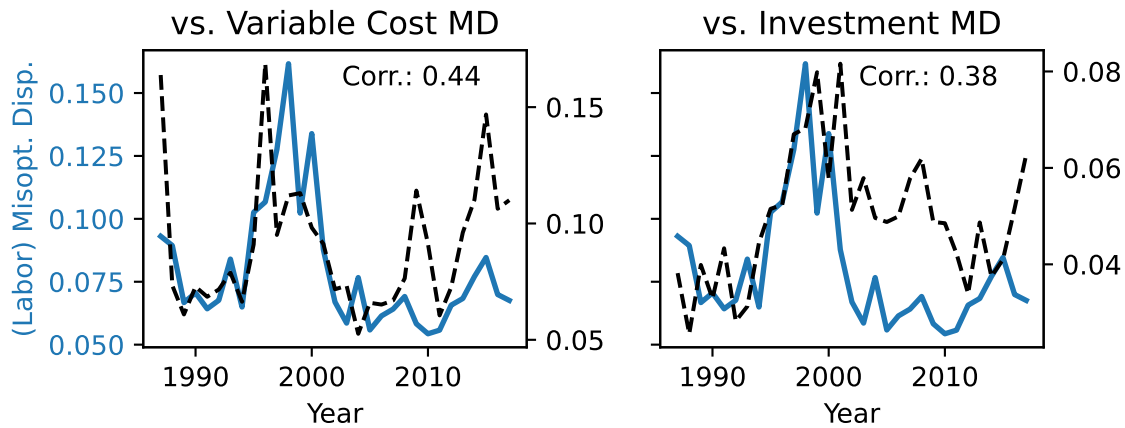 vs. Variable Cost MD
(Labor) Misopt. Disp.
0.150
0.125
0.100
0.075
0.050
Corr.: 0.44
0.15
0.10
0.05
1990 2000 2010
Year
vs. Investment MD
Corr.: 0.38
0.08
0.06
0.04
1990 2000 2010
Year